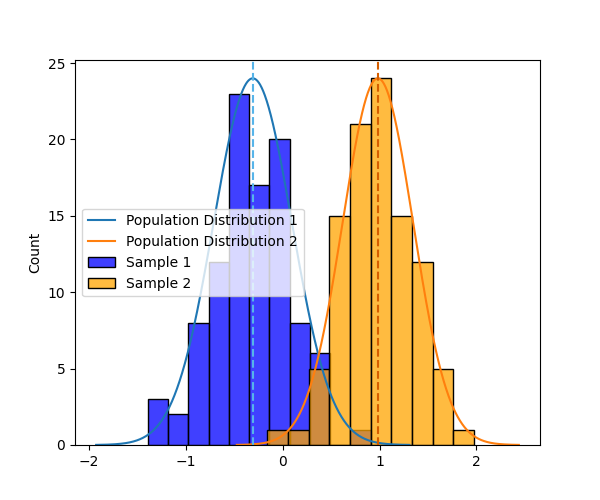 25
20
15
10
5
0
Count
Population Distribution 1
Population Distribution 2
Sample 1
Sample 2
−2
−1
0
1
2